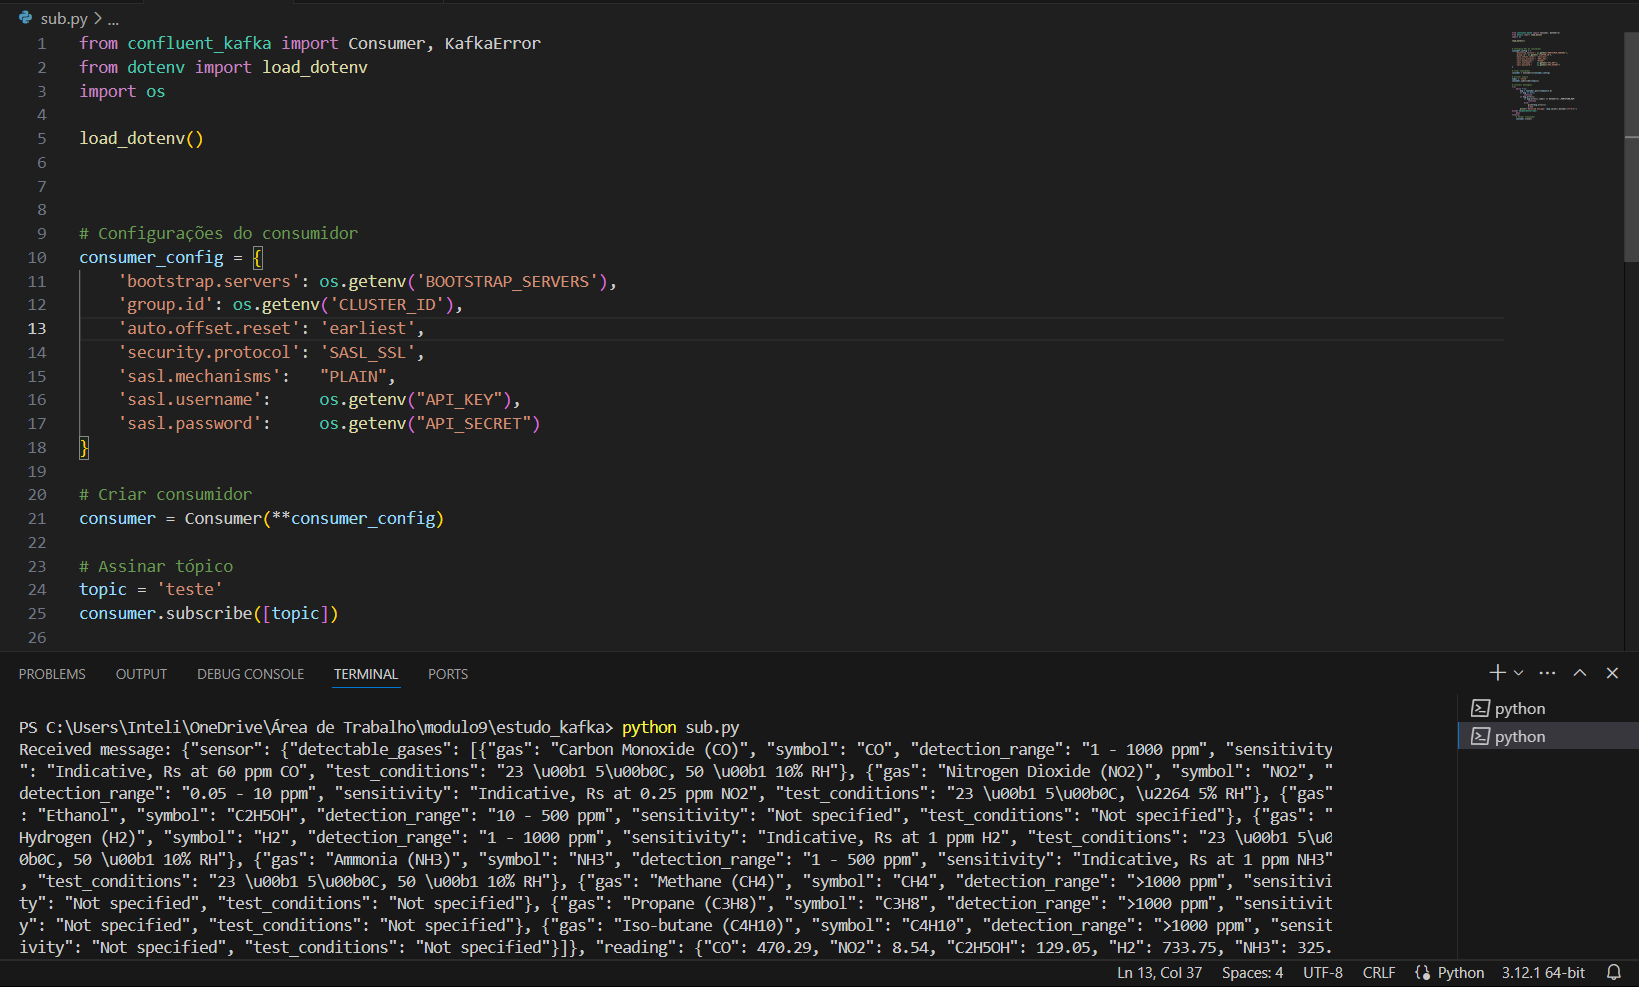 sub.py > ...
1 from confluent_kafka import Consumer, KafkaError
2 from dotenv import load_dotenv
3 import os
4
5 load_dotenv()
6
7
8
9 # Configurações do consumidor
10 consumer_config = {
11 'bootstrap.servers': os.getenv('BOOTSTRAP_SERVERS'),
12 'group.id': os.getenv('CLUSTER_ID'),
13 'auto.offset.reset': 'earliest',
14 'security.protocol': 'SASL_SSL',
15 'sasl.mechanisms': "PLAIN",
16 'sasl.username': os.getenv("API_KEY"),
17 'sasl.password': os.getenv("API_SECRET")
18 }
19
20 # Criar consumidor
21 consumer = Consumer(**consumer_config)
22
23 # Assinar tópico
24 topic = 'teste'
25 consumer.subscribe([topic])
26
PROBLEMS OUTPUT DEBUG CONSOLE TERMINAL PORTS
python
python
PS C:\Users\Inteli\OneDrive\Área de Trabalho\modulo9\estudo_kafka> python sub.py
Received message: {"sensor": {"detectable_gases": [{"gas": "Carbon Monoxide (CO)", "symbol": "CO", "detection_range": "1 - 1000 ppm", "sensitivity
": "Indicative, Rs at 60 ppm CO", "test_conditions": "23 \u00b1 5\u00b0C, 50 \u00b1 10% RH"}, {"gas": "Nitrogen Dioxide (NO2)", "symbol": "NO2", "
detection_range": "0.05 - 10 ppm", "sensitivity": "Indicative, Rs at 0.25 ppm NO2", "test_conditions": "23 \u00b1 5\u00b0C, \u2264 5% RH"}, {"gas"
: "Ethanol", "symbol": "C2H5OH", "detection_range": "10 - 500 ppm", "sensitivity": "Not specified", "test_conditions": "Not specified"}, {"gas": "
Hydrogen (H2)", "symbol": "H2", "detection_range": "1 - 1000 ppm", "sensitivity": "Indicative, Rs at 1 ppm H2", "test_conditions": "23 \u00b1 5\u0
0b0C, 50 \u00b1 10% RH"}, {"gas": "Ammonia (NH3)", "symbol": "NH3", "detection_range": "1 - 500 ppm", "sensitivity": "Indicative, Rs at 1 ppm NH3"
, "test_conditions": "23 \u00b1 5\u00b0C, 50 \u00b1 10% RH"}, {"gas": "Methane (CH4)", "symbol": "CH4", "detection_range": ">1000 ppm", "sensitivi
ty": "Not specified", "test_conditions": "Not specified"}, {"gas": "Propane (C3H8)", "symbol": "C3H8", "detection_range": ">1000 ppm", "sensitivit
y": "Not specified", "test_conditions": "Not specified"}, {"gas": "Iso-butane (C4H10)", "symbol": "C4H10", "detection_range": ">1000 ppm", "sensit
ivity": "Not specified", "test_conditions": "Not specified"}]}, "reading": {"CO": 470.29, "NO2": 8.54, "C2H5OH": 129.05, "H2": 733.75, "NH3": 325.
Ln 13, Col 37 Spaces: 4 UTF-8 CRLF Python 3.12.1 64-bit